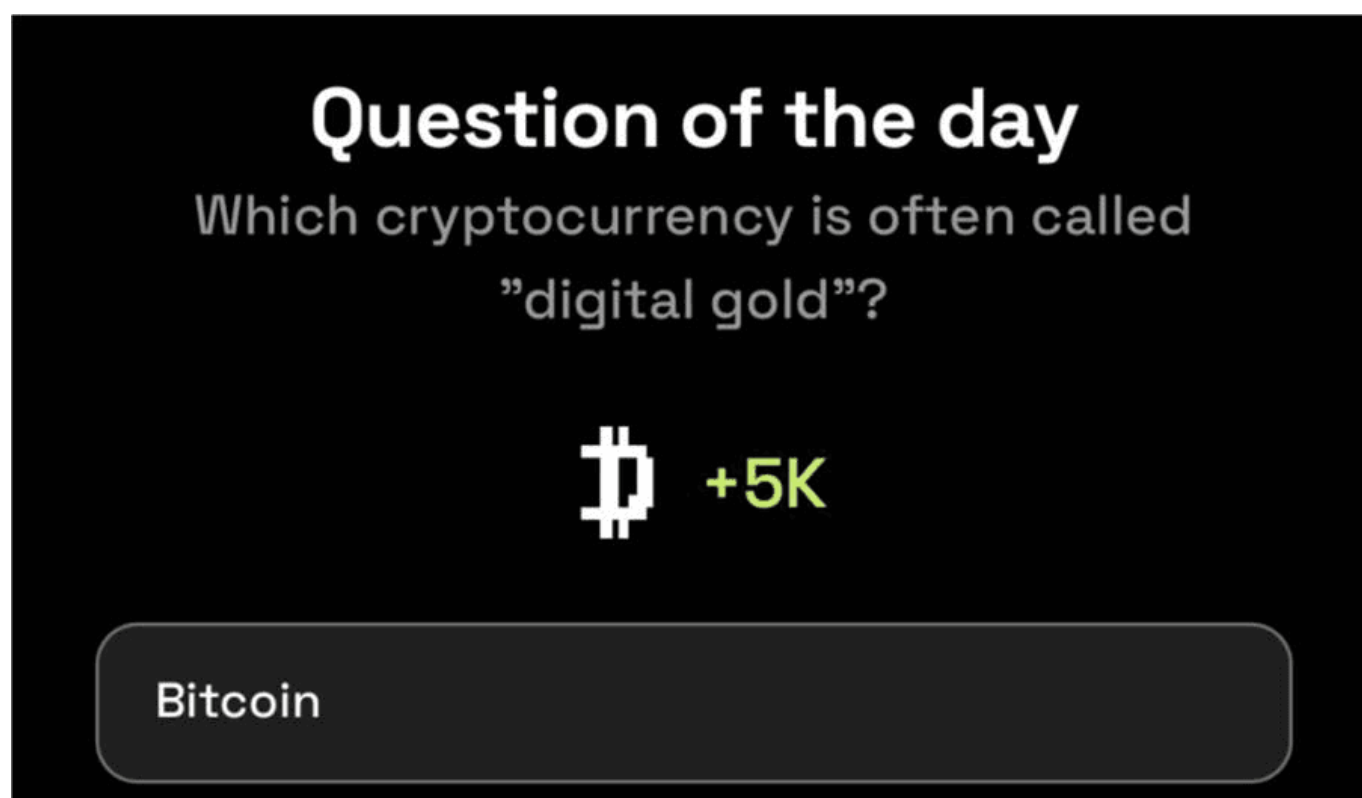 Question of the day
Which cryptocurrency is often called
”digital gold”?
+5K
Bitcoin